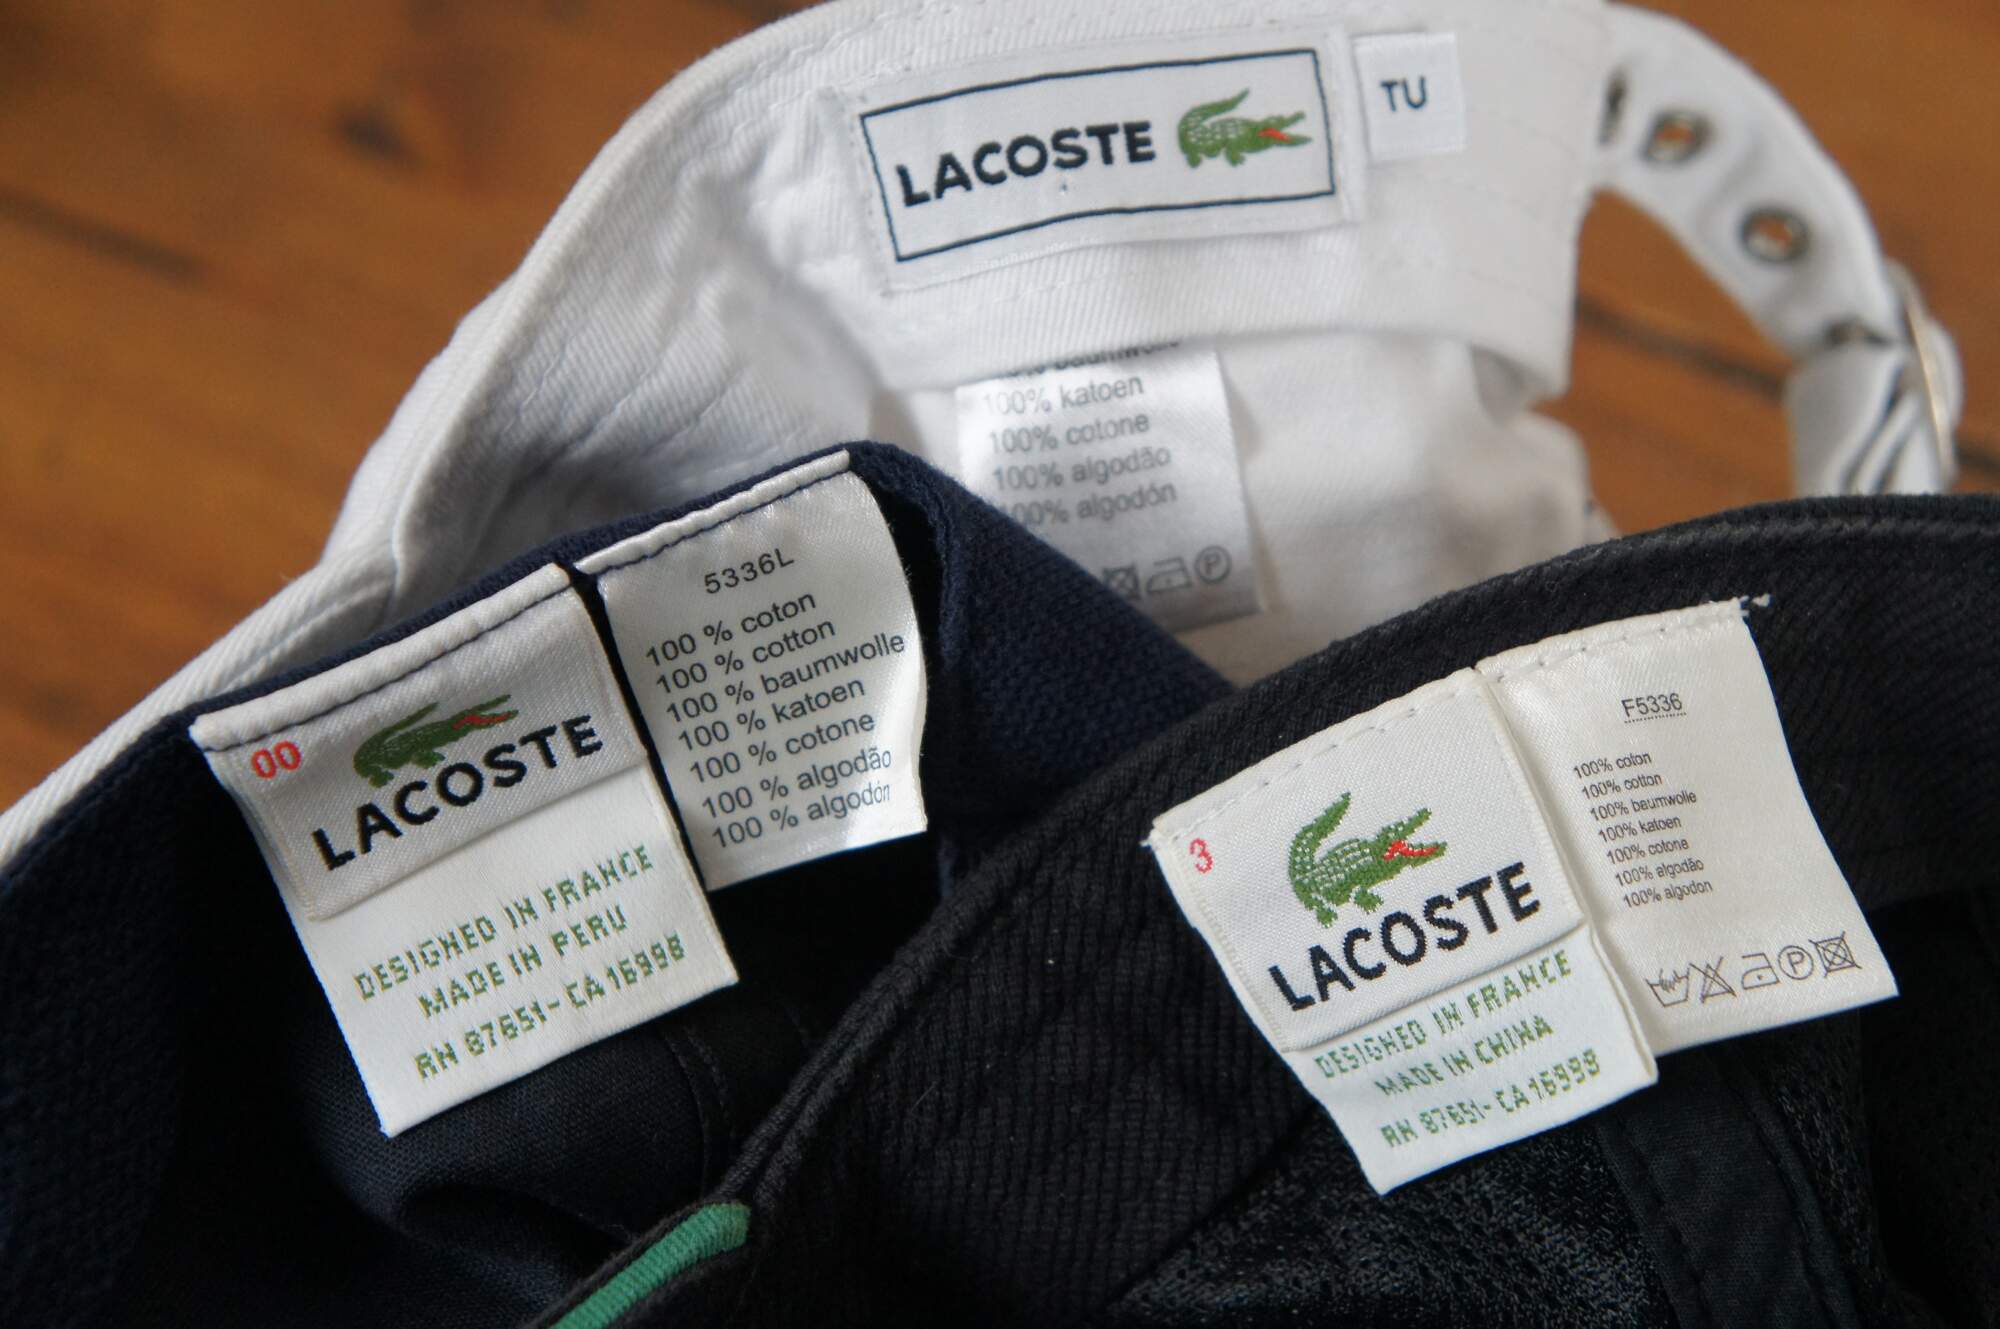 LACOSTE
TU
100% katoen
100% cotone
100% algodão
100% algodón
P
5336L
100 % coton
100 % cotton
100 % baumwolle
100 % katoen
100 % cotone
100 % algodão
100 % algodón
00
LACOSTE
DESIGNED IN FRANCE
MADE IN PERU
RN 87651-CA 16998
F5336
100% coton
100% cotton
100% baumwolle
100% katoen
100% cotone
100% algodão
100% algodon
P
3
LACOSTE
DESIGNED IN FRANCE
MADE IN CHINA
RN 87651-CA 16998